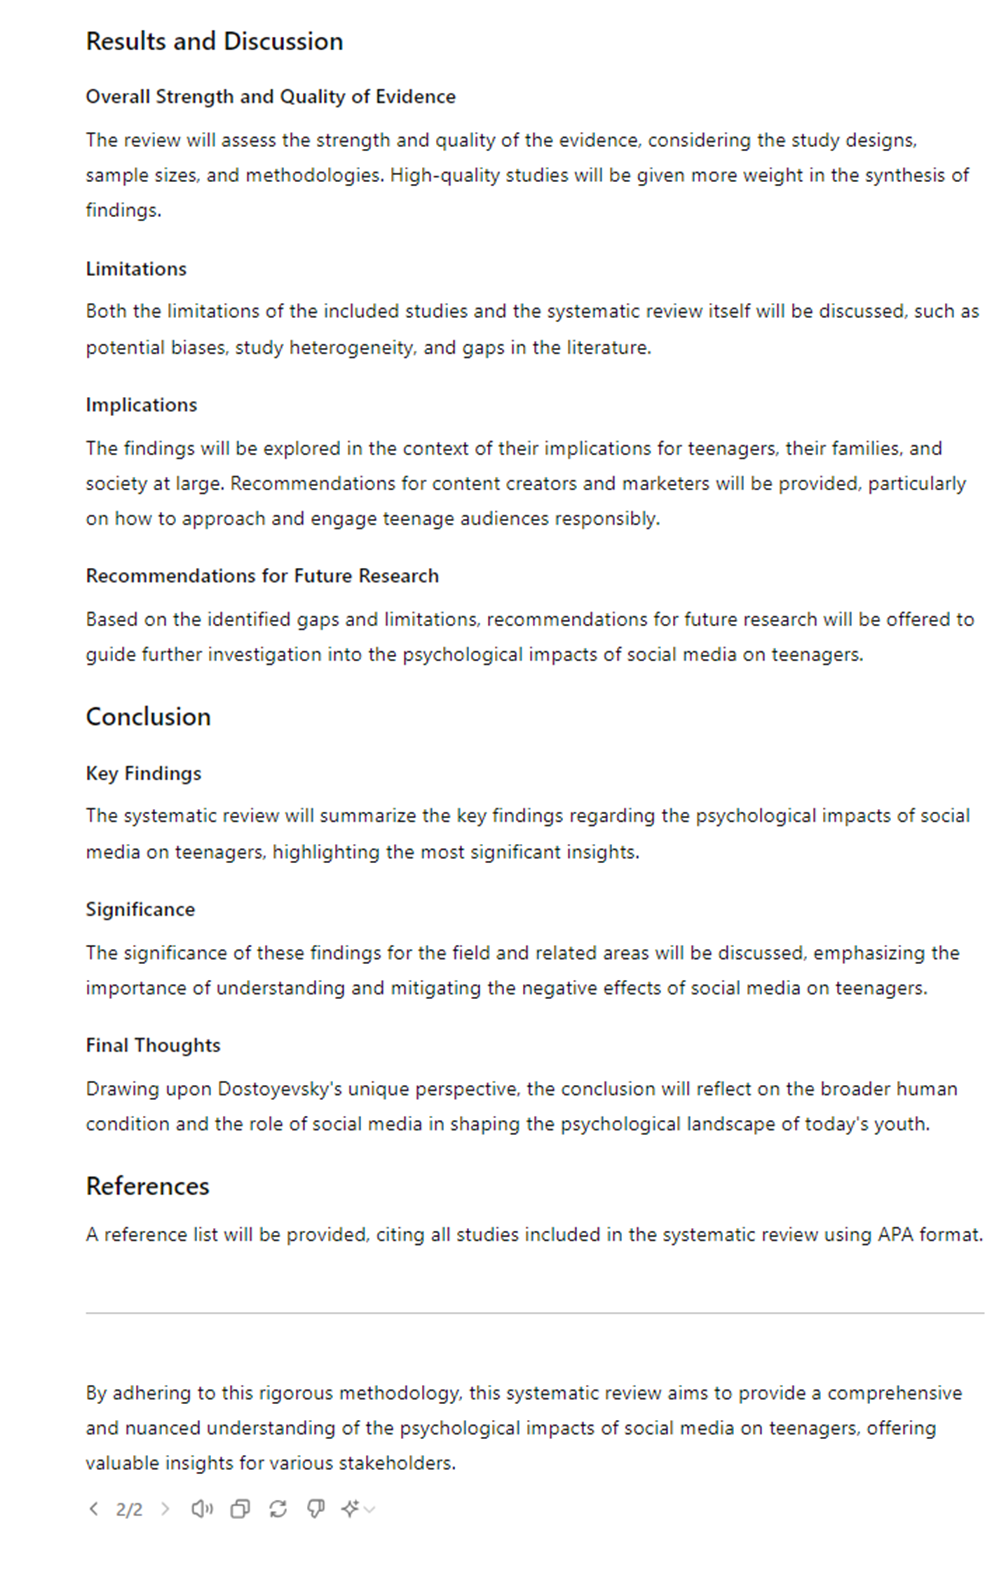 Results and Discussion
Overall Strength and Quality of Evidence
The review will assess the strength and quality of the evidence, considering the study designs,
sample sizes, and methodologies. High-quality studies will be given more weight in the synthesis of
findings.
Limitations
Both the limitations of the included studies and the systematic review itself will be discussed, such as
potential biases, study heterogeneity, and gaps in the literature.
Implications
The findings will be explored in the context of their implications for teenagers, their families, and
society at large. Recommendations for content creators and marketers will be provided, particularly
on how to approach and engage teenage audiences responsibly.
Recommendations for Future Research
Based on the identified gaps and limitations, recommendations for future research will be offered to
guide further investigation into the psychological impacts of social media on teenagers.
Conclusion
Key Findings
The systematic review will summarize the key findings regarding the psychological impacts of social
media on teenagers, highlighting the most significant insights.
Significance
The significance of these findings for the field and related areas will be discussed, emphasizing the
importance of understanding and mitigating the negative effects of social media on teenagers.
Final Thoughts
Drawing upon Dostoyevsky's unique perspective, the conclusion will reflect on the broader human
condition and the role of social media in shaping the psychological landscape of today's youth.
References
A reference list will be provided, citing all studies included in the systematic review using APA format.
By adhering to this rigorous methodology, this systematic review aims to provide a comprehensive
and nuanced understanding of the psychological impacts of social media on teenagers, offering
valuable insights for various stakeholders.
2/2